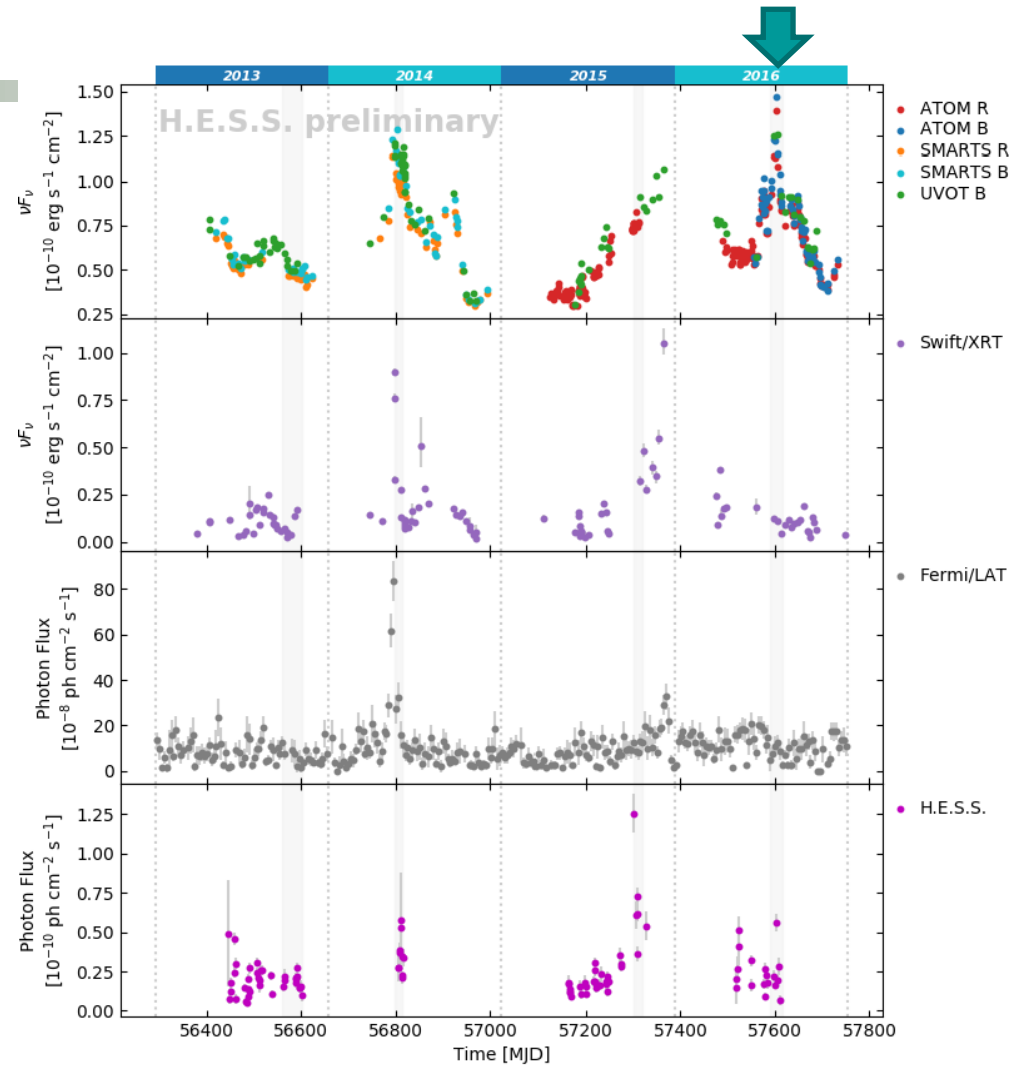 2013 2014 2015 2016
H.E.S.S. preliminary
1.50
1.25
1.00
0.75
0.50
0.25
νFν
[10⁻¹⁰ erg s⁻¹ cm⁻²]
ATOM R
ATOM B
SMARTS R
SMARTS B
UVOT B
1.00
0.75
0.50
0.25
0.00
νFν
[10⁻¹⁰ erg s⁻¹ cm⁻²]
Swift/XRT
80
60
40
20
0
Photon Flux
[10⁻⁸ ph cm⁻² s⁻¹]
Fermi/LAT
1.25
1.00
0.75
0.50
0.25
0.00
Photon Flux
[10⁻¹⁰ ph cm⁻² s⁻¹]
H.E.S.S.
56400 56600 56800 57000 57200 57400 57600 57800
Time [MJD]